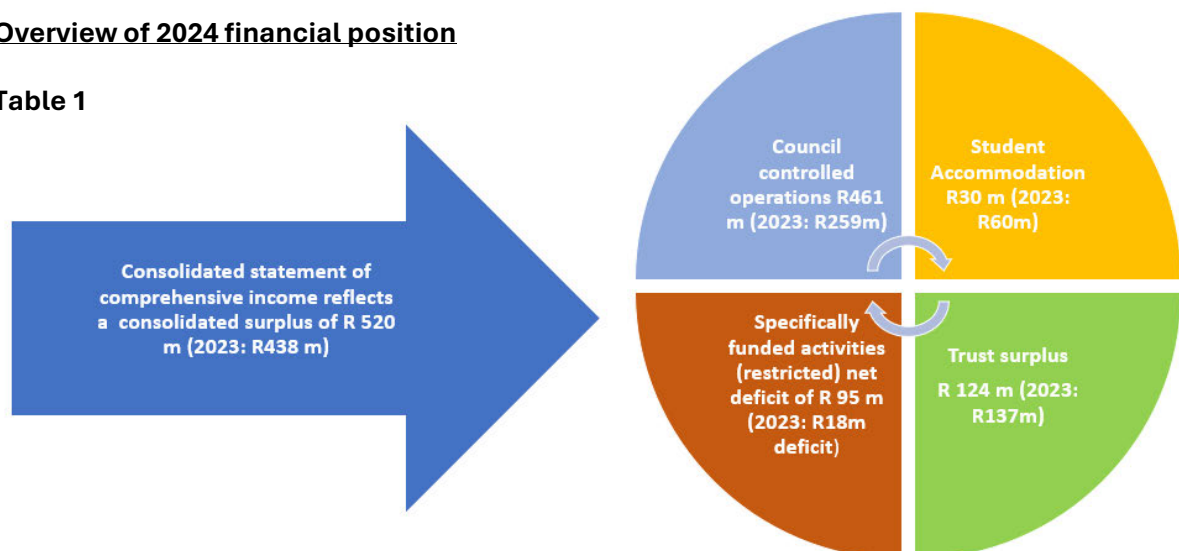 Overview of 2024 financial position
Table 1
Consolidated statement of
comprehensive income reflects
a consolidated surplus of R 520
m (2023: R438 m)
Council
controlled
operations R461
m (2023: R259m)
Student
Accommodation
R30 m (2023:
R60m)
Specifically
funded activities
(restricted) net
deficit of R 95 m
(2023: R18m
deficit)
Trust surplus
R 124 m (2023:
R137m)